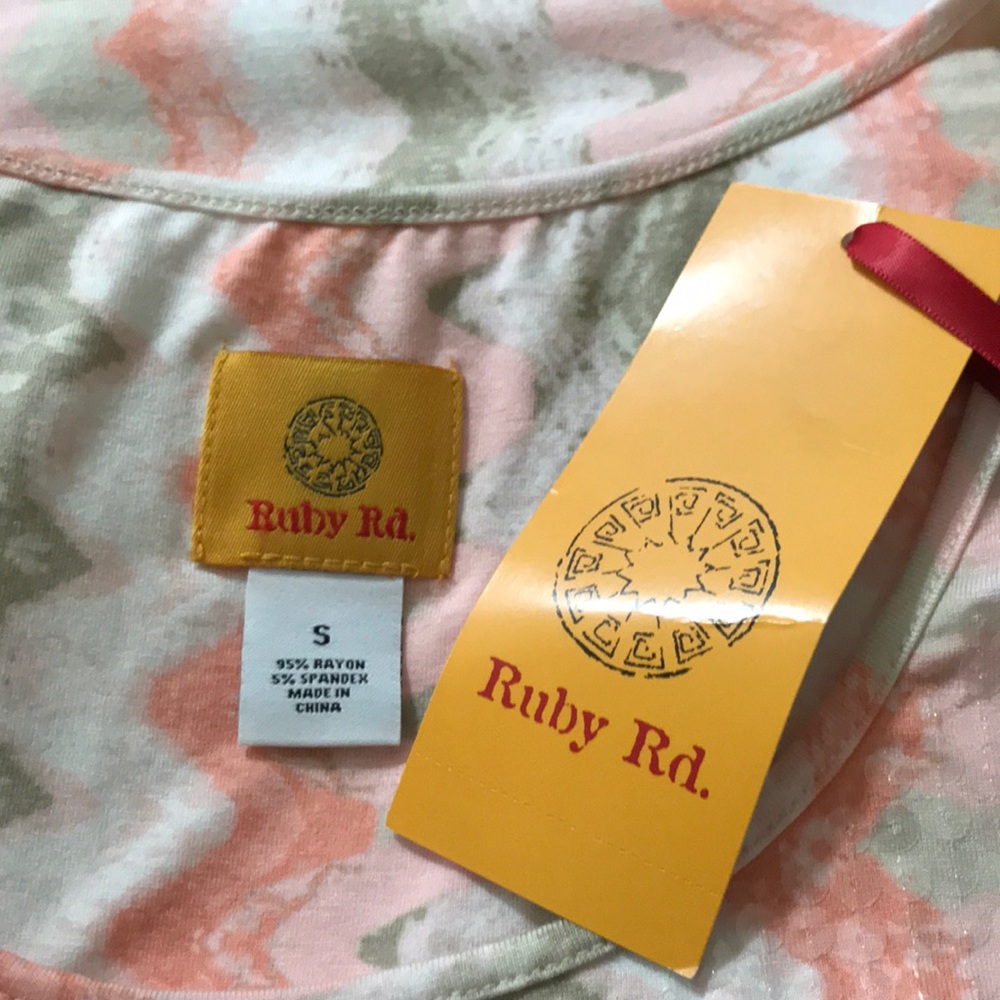 Ruby Rd.
S
95% RAYON
5% SPANDEX
MADE IN
CHINA
Ruby Rd.